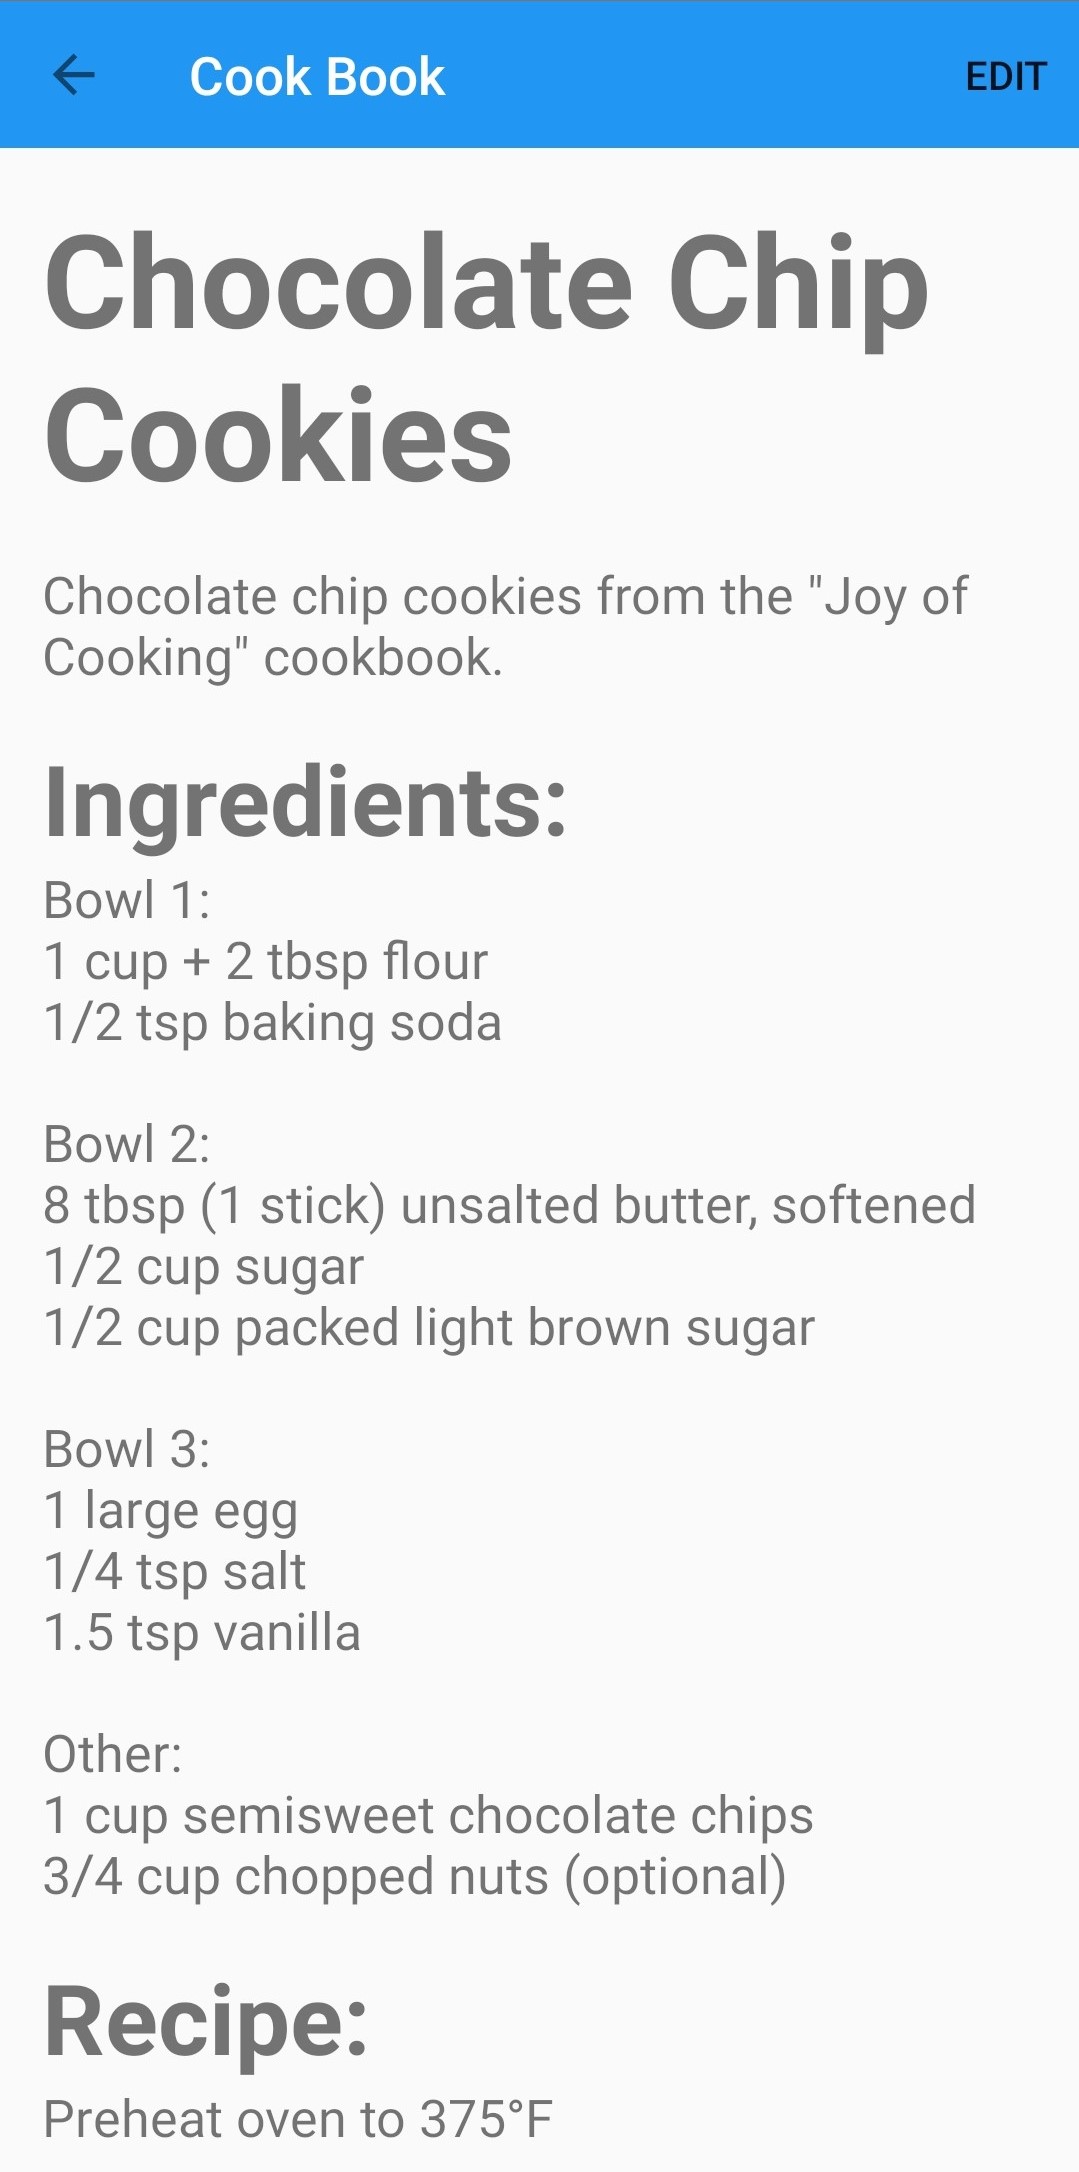 Cook Book
EDIT
Chocolate Chip
Cookies
Chocolate chip cookies from the "Joy of
Cooking" cookbook.
Ingredients:
Bowl 1:
1 cup + 2 tbsp flour
1/2 tsp baking soda
Bowl 2:
8 tbsp (1 stick) unsalted butter, softened
1/2 cup sugar
1/2 cup packed light brown sugar
Bowl 3:
1 large egg
1/4 tsp salt
1.5 tsp vanilla
Other:
1 cup semisweet chocolate chips
3/4 cup chopped nuts (optional)
Recipe:
Preheat oven to 375°F